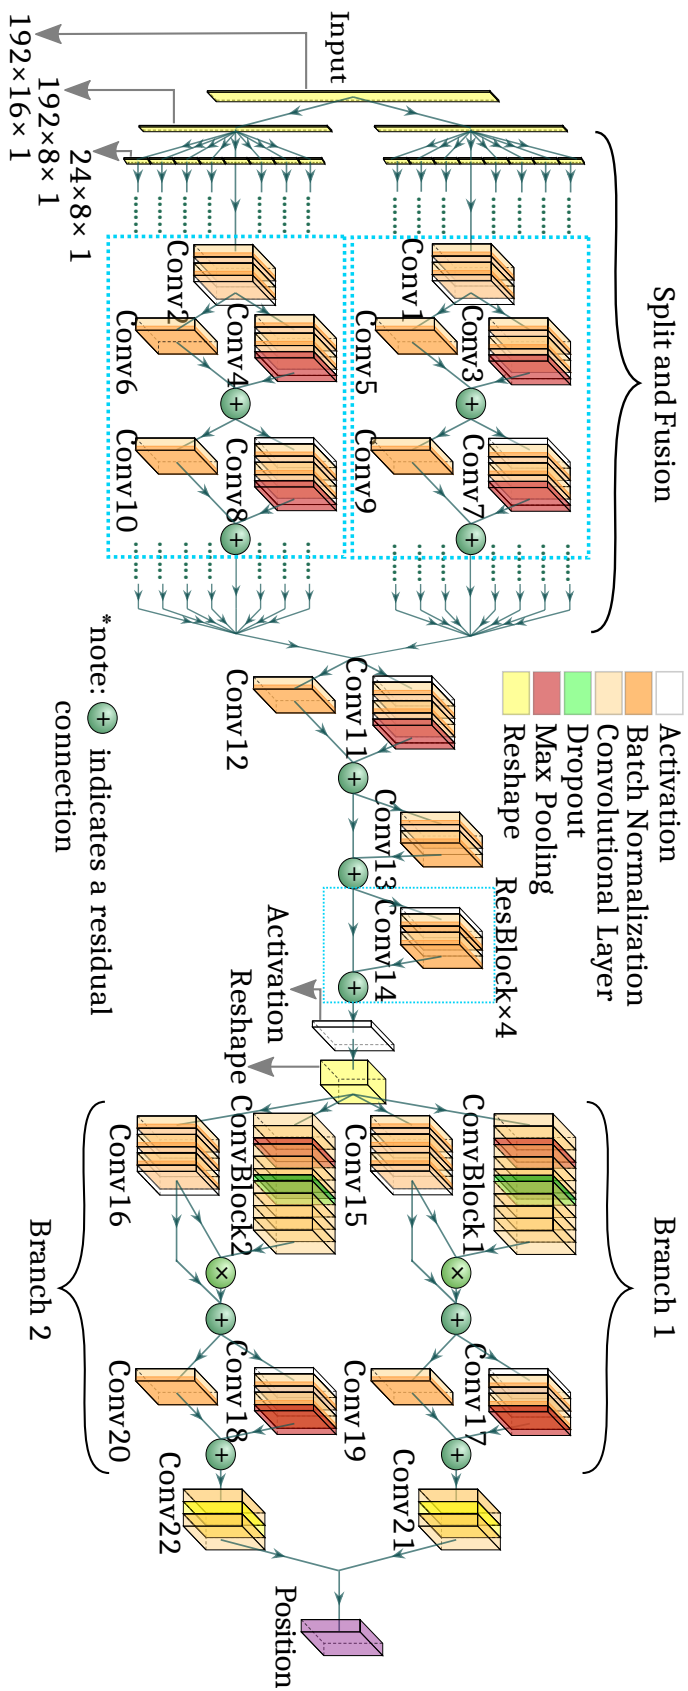 Input
192×16×1
192×8×1
24×8×1
Split and Fusion
Conv1
Conv3
Conv5
Conv7
Conv9
Conv2
Conv4
Conv6
Conv8
Conv10
Activation
Batch Normalization
Convolutional Layer
Dropout
Max Pooling
Reshape
*note: + indicates a residual
connection
Conv11
Conv12
Conv13
ResBlock×4
Conv14
Activation
Reshape
Branch 1
ConvBlock1
Conv15
×
+
Conv17
Conv19
Conv21
Branch 2
ConvBlock2
Conv16
×
+
Conv18
Conv20
Conv22
Position